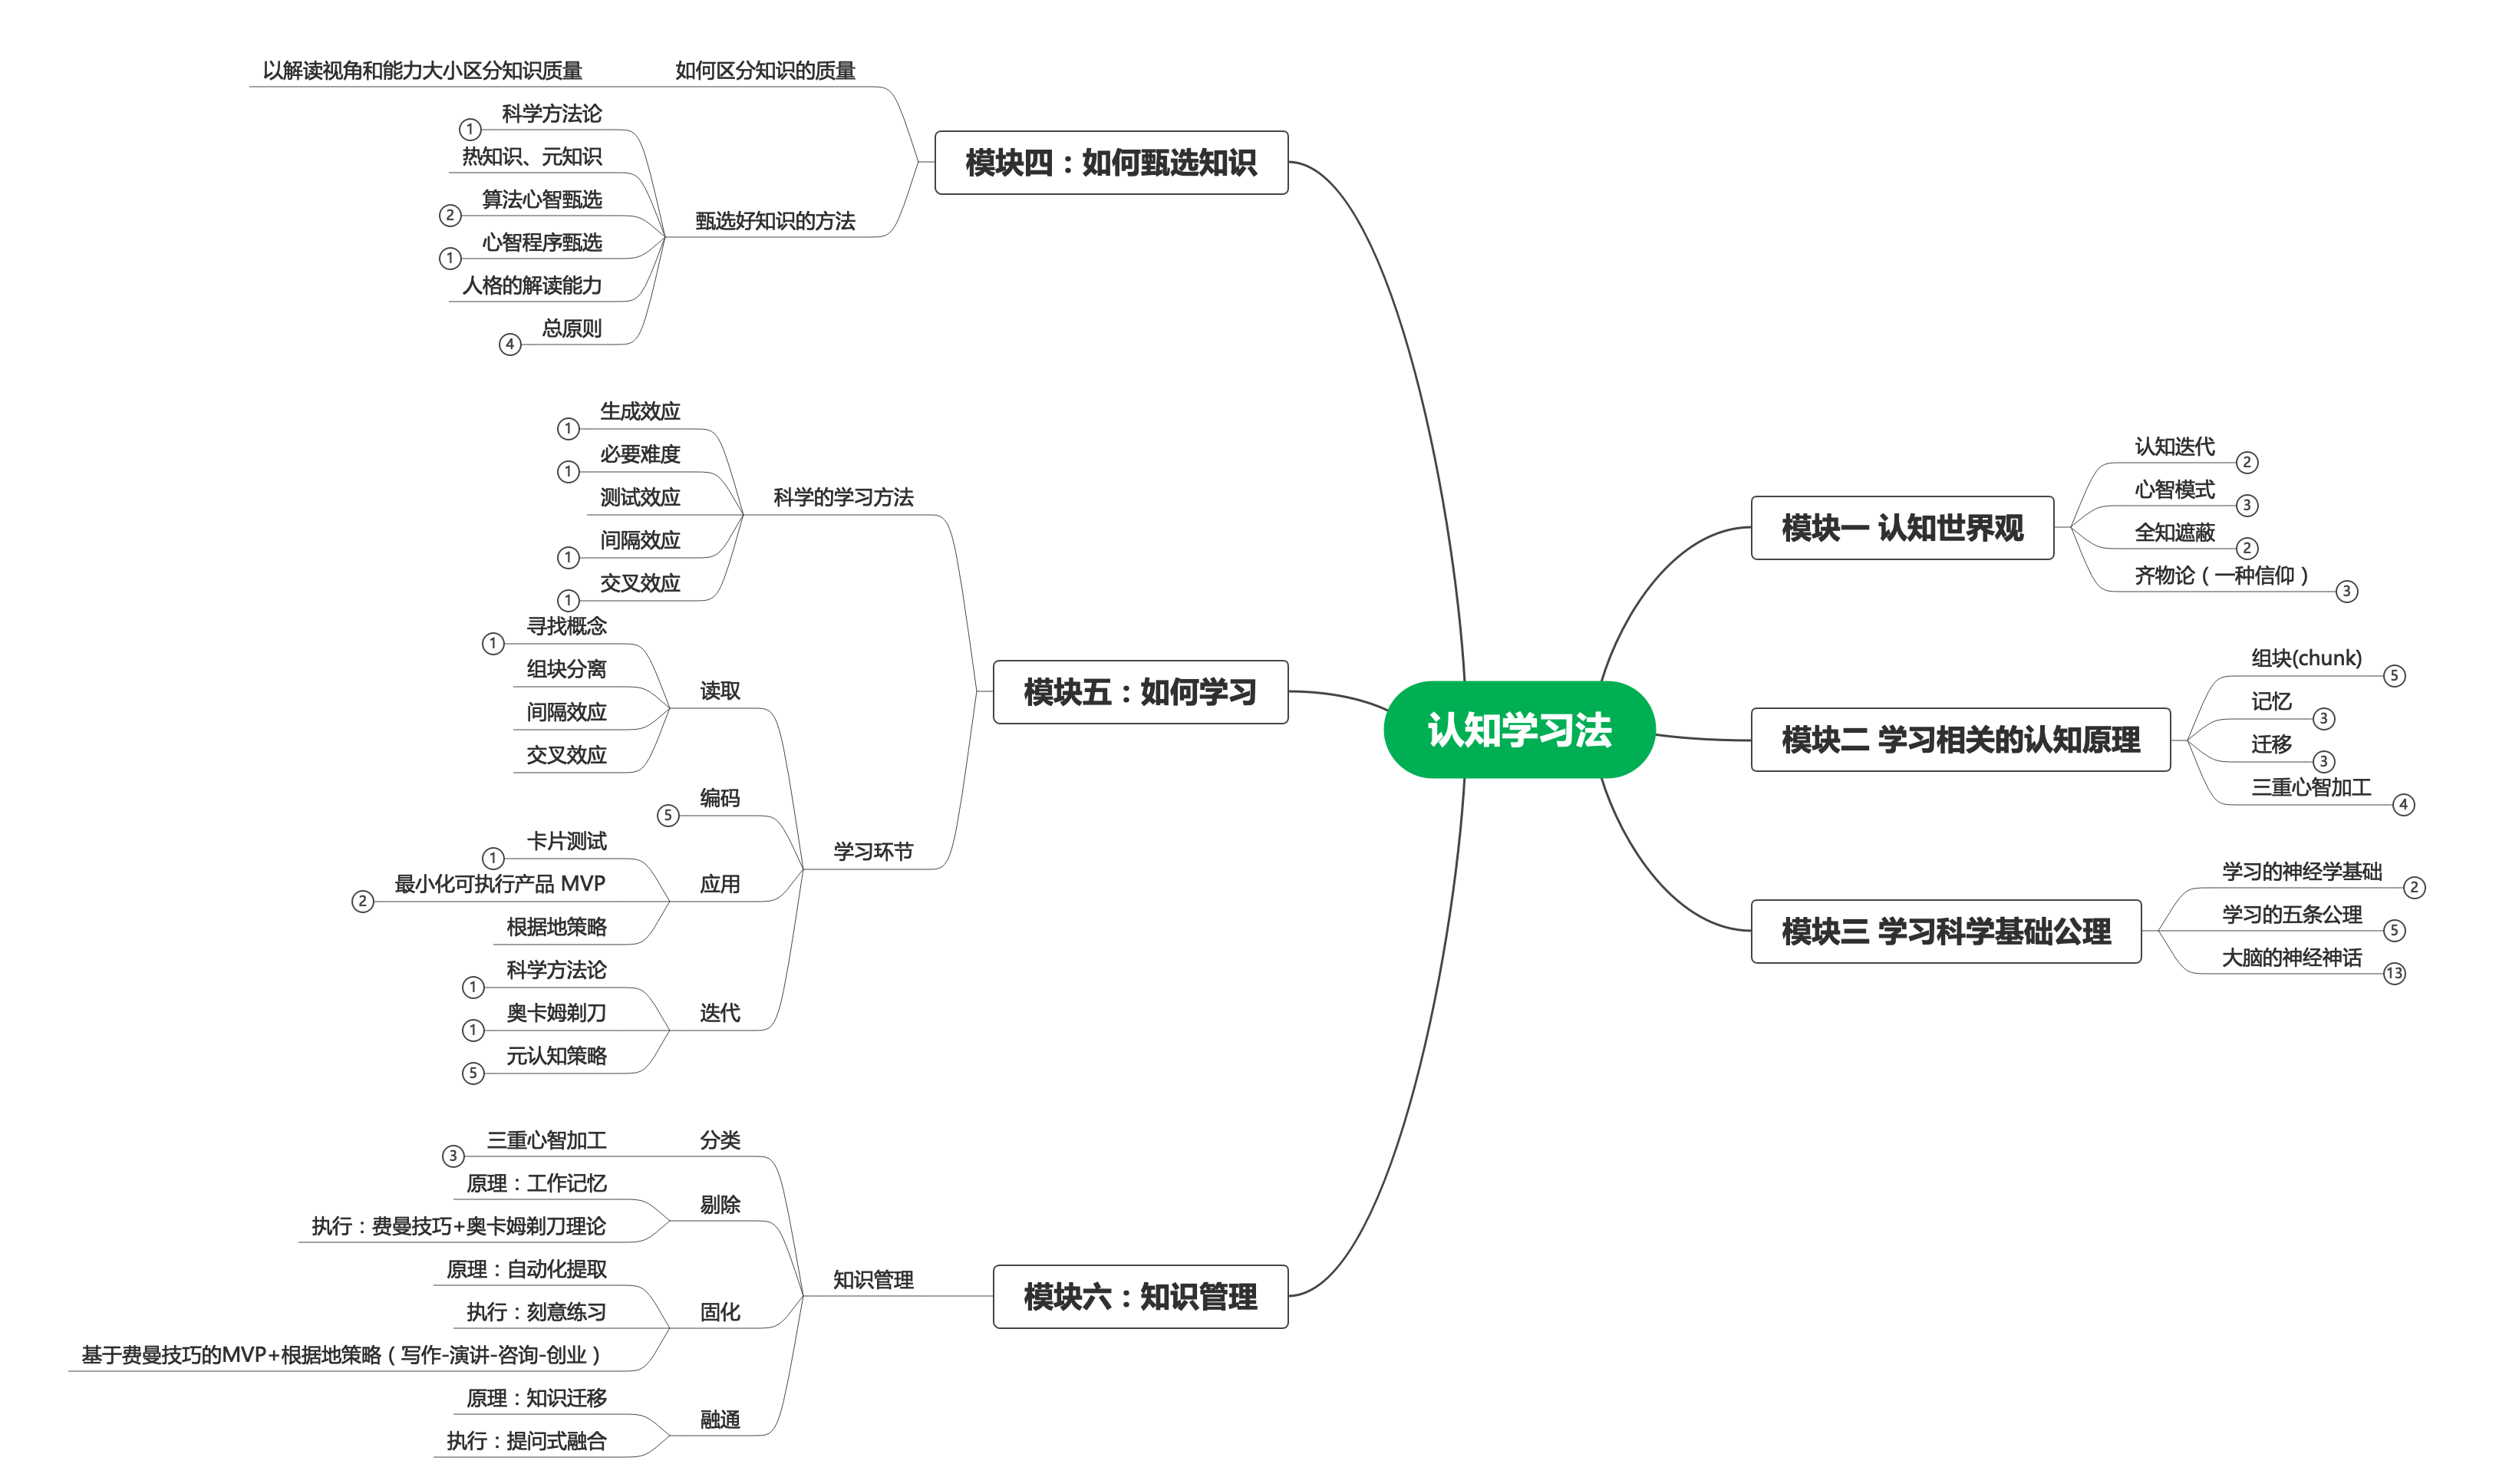 认知学习法
模块一 认知世界观
认知迭代
2
心智模式
3
全知遮蔽
2
齐物论（一种信仰）
3
模块二 学习相关的认知原理
组块(chunk)
5
记忆
3
迁移
3
三重心智加工
4
模块三 学习科学基础公理
学习的神经学基础
2
学习的五条公理
5
大脑的神经神话
13
模块四：如何甄选知识
如何区分知识的质量
以解读视角和能力大小区分知识质量
甄选好知识的方法
科学方法论
1
热知识、元知识
算法心智甄选
2
心智程序甄选
1
人格的解读能力
总原则
4
模块五：如何学习
科学的学习方法
生成效应
1
必要难度
1
测试效应
间隔效应
1
交叉效应
1
学习环节
读取
寻找概念
1
组块分离
间隔效应
交叉效应
编码
5
应用
卡片测试
1
最小化可执行产品 MVP
2
根据地策略
迭代
科学方法论
1
奥卡姆剃刀
1
元认知策略
5
模块六：知识管理
知识管理
分类
三重心智加工
3
剔除
原理：工作记忆
执行：费曼技巧+奥卡姆剃刀理论
固化
原理：自动化提取
执行：刻意练习
基于费曼技巧的MVP+根据地策略（写作-演讲-咨询-创业）
融通
原理：知识迁移
执行：提问式融合